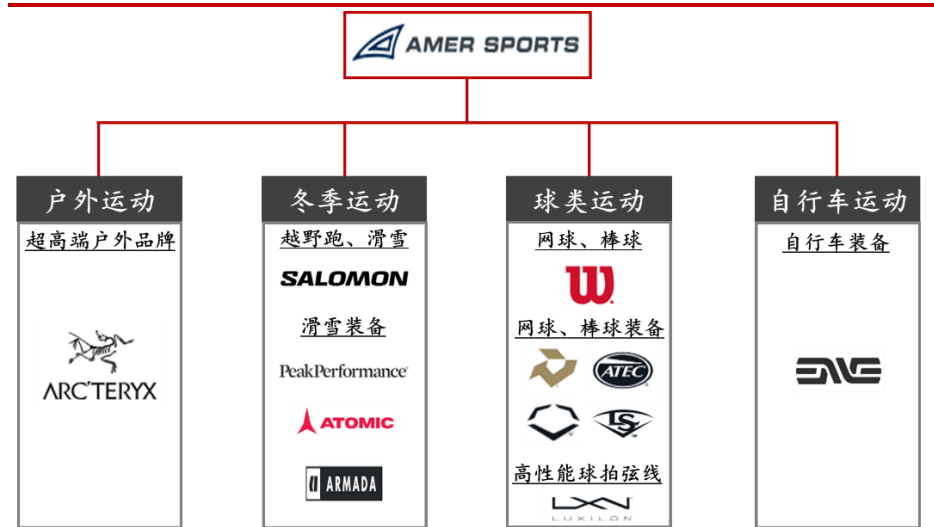 AMER SPORTS
户外运动
超高端户外品牌
ARC'TERYX
冬季运动
越野跑、滑雪
SALOMON
滑雪装备
PeakPerformance
ATOMIC
ARMADA
球类运动
网球、棒球
W
网球、棒球装备
ATEC
LS
高性能球拍弦线
LXN
LUXILON
自行车运动
自行车装备
ENVE